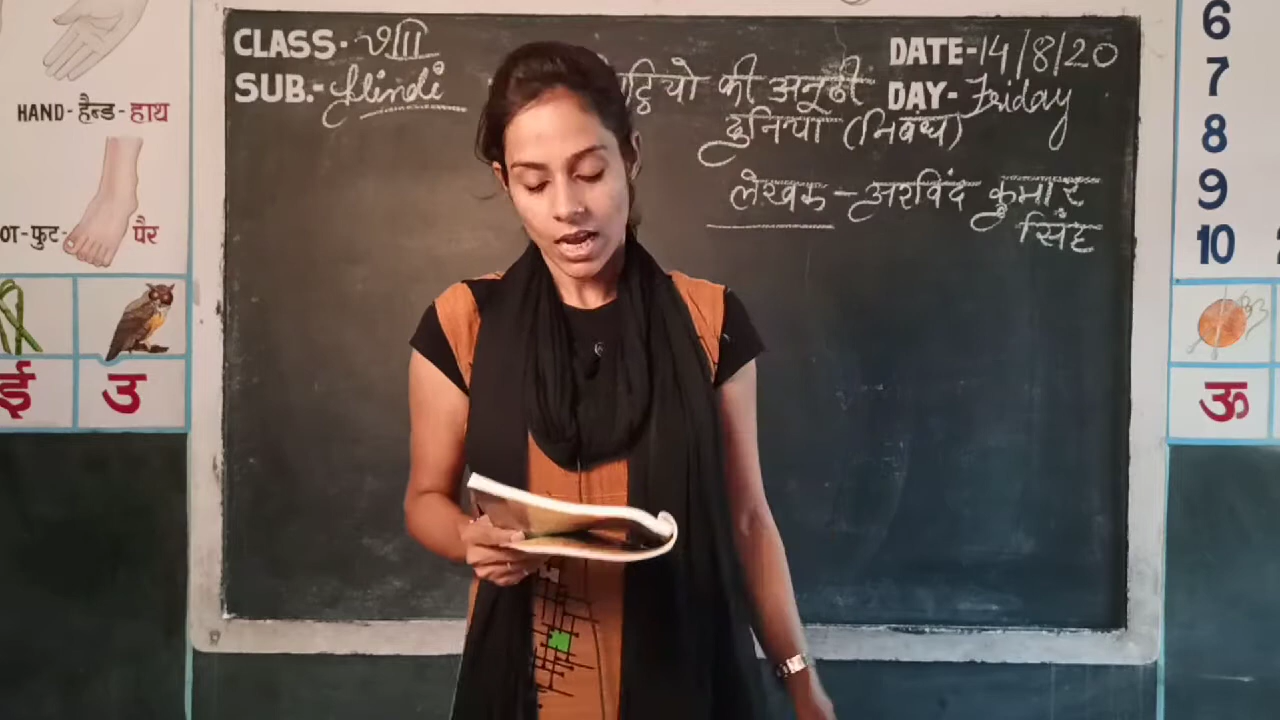 CLASS- VIII
SUB.- Hindi
की अनूठी
दुनिया (निबंध)
लेखक - अरविंद कुमार
सिंह
DATE-14/8/20
DAY- Friday
HAND-हैन्ड-हाथ
फुट- पैर
ई
उ
6
7
8
9
10
ऊ